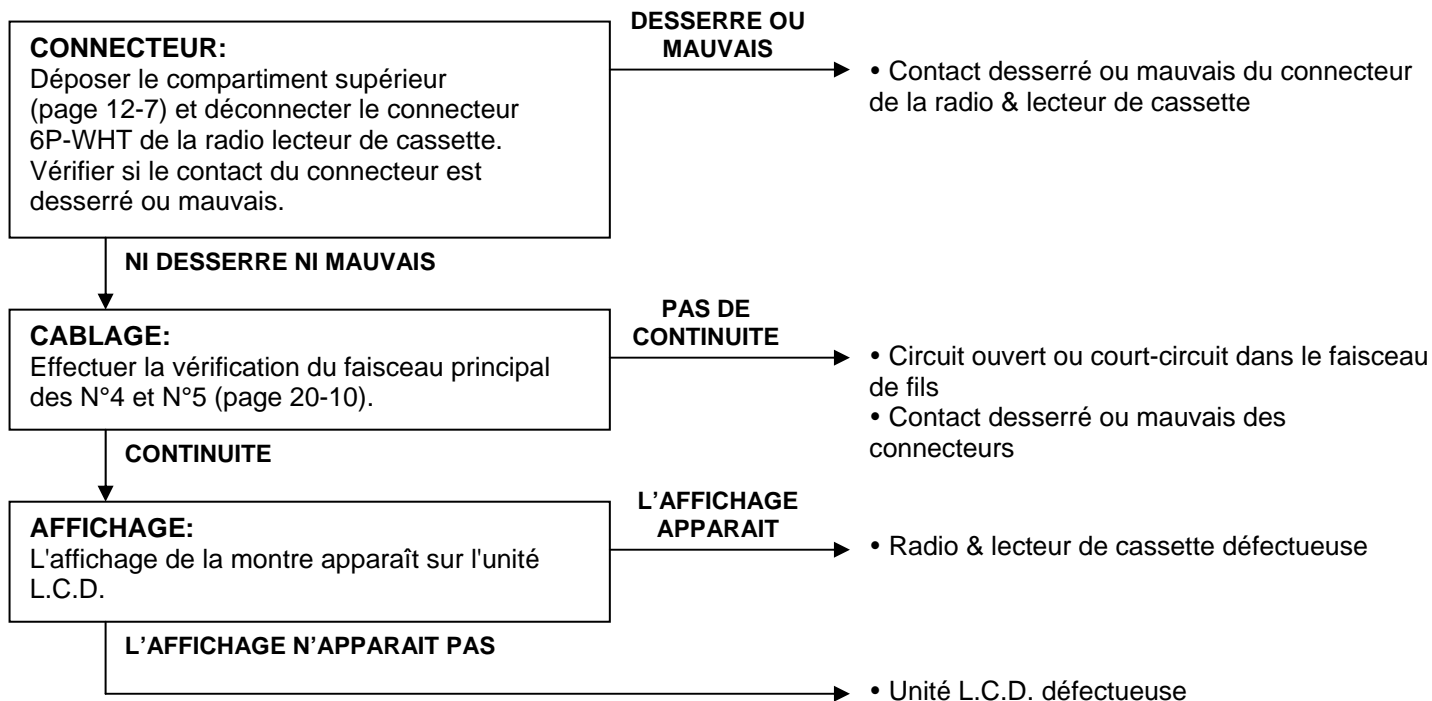 CONNECTEUR:
Déposer le compartiment supérieur
(page 12-7) et déconnecter le connecteur
6P-WHT de la radio lecteur de cassette.
Vérifier si le contact du connecteur est
desserré ou mauvais.
DESSERRE OU
MAUVAIS
• Contact desserré ou mauvais du connecteur
de la radio & lecteur de cassette
NI DESSERRE NI MAUVAIS
CABLAGE:
Effectuer la vérification du faisceau principal
des N°4 et N°5 (page 20-10).
PAS DE
CONTINUITE
• Circuit ouvert ou court-circuit dans le faisceau
de fils
• Contact desserré ou mauvais des
connecteurs
CONTINUITE
AFFICHAGE:
L'affichage de la montre apparaît sur l'unité
L.C.D.
L’AFFICHAGE
APPARAIT
• Radio & lecteur de cassette défectueuse
L’AFFICHAGE N’APPARAIT PAS
• Unité L.C.D. défectueuse